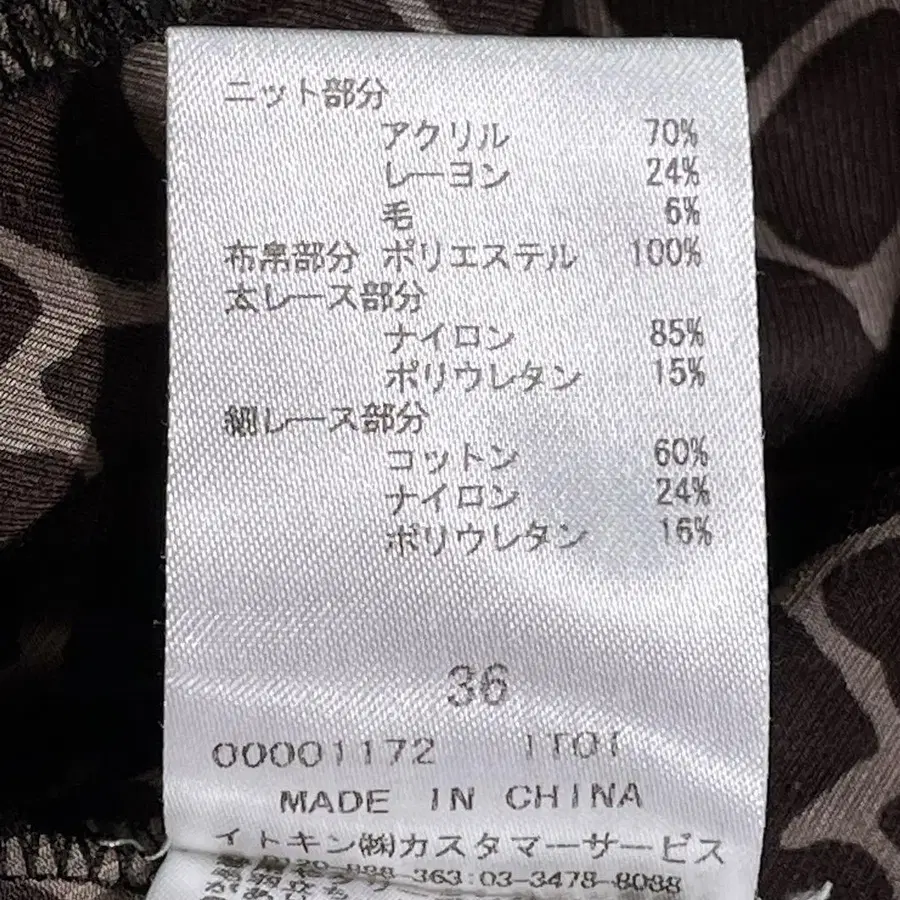 ニット部分
アクリル 70%
レーヨン 24%
毛 6%
布帛部分 ポリエステル 100%
太レース部分
ナイロン 85%
ポリウレタン 15%
細レース部分
コットン 60%
ナイロン 24%
ポリウレタン 16%
36
00001172 1T01
MADE IN CHINA
イトキン㈱カスタマーサービス
-363:03-3478-8088